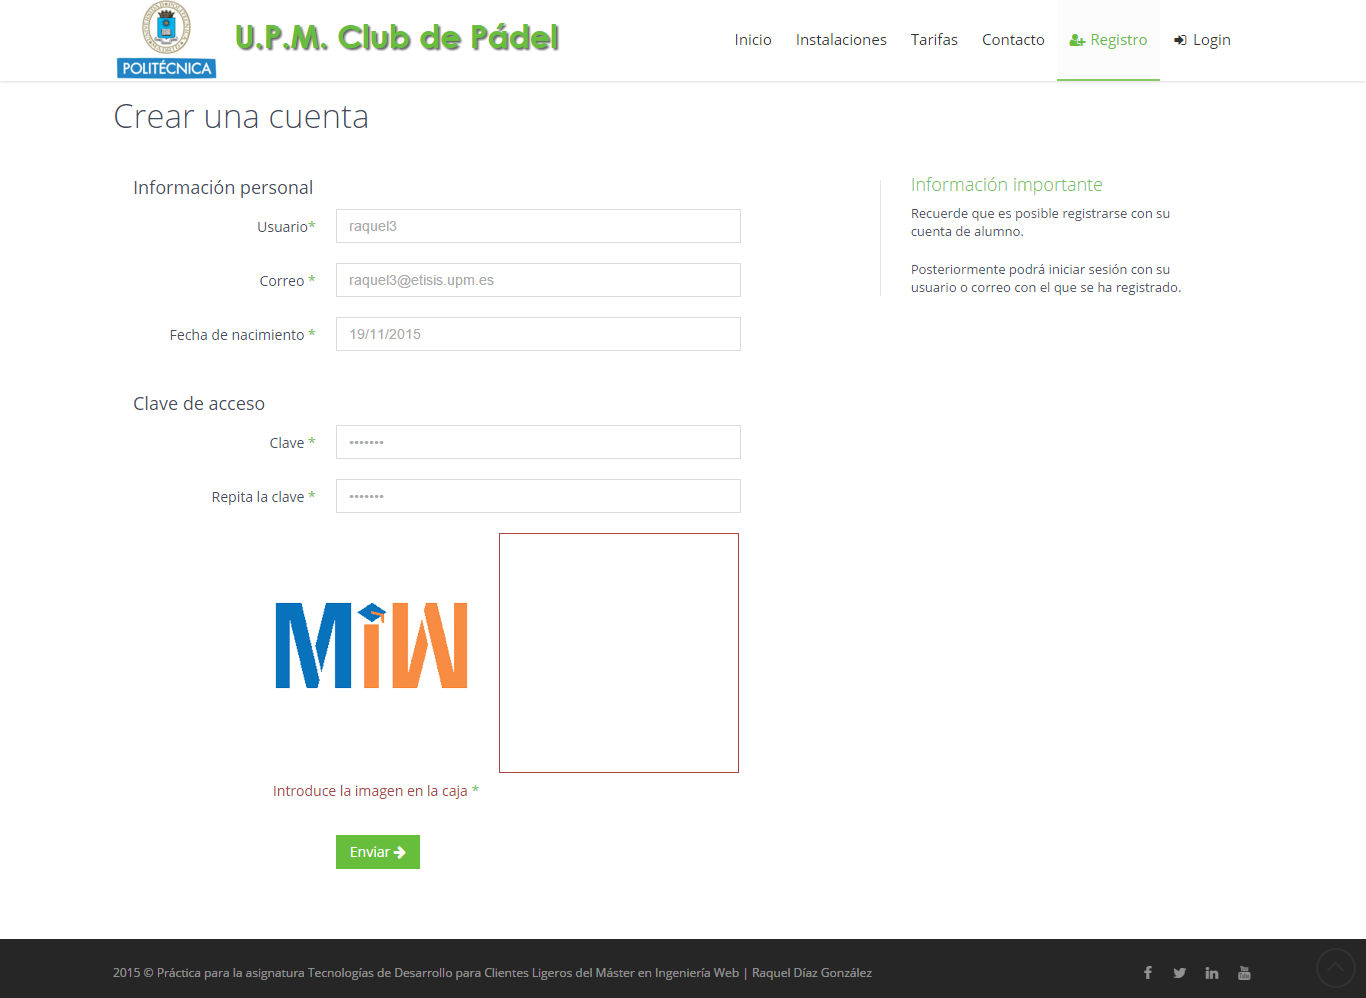 POLITÉCNICA
U.P.M. Club de Pádel
Inicio Instalaciones Tarifas Contacto Registro Login
Crear una cuenta
Información personal
Usuario* raquel3
Correo * raquel3@etisis.upm.es
Fecha de nacimiento * 19/11/2015
Clave de acceso
Clave * •••••••
Repita la clave * •••••••
MiW
Introduce la imagen en la caja *
Enviar
Información importante
Recuerde que es posible registrarse con su
cuenta de alumno.
Posteriormente podrá iniciar sesión con su
usuario o correo con el que se ha registrado.
2015 © Práctica para la asignatura Tecnologías de Desarrollo para Clientes Ligeros del Máster en Ingeniería Web | Raquel Díaz González